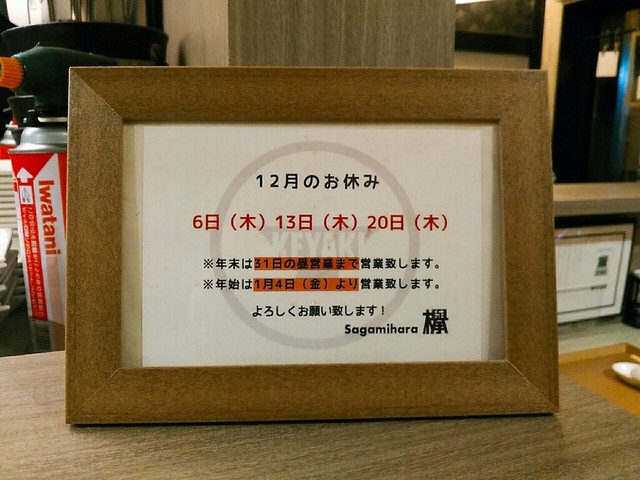 12月のお休み
6日（木）13日（木）20日（木）
KEYAKI
※年末は31日の昼営業まで営業致します。
※年始は1月4日（金）より営業致します。
よろしくお願い致します！
Sagamihara 欅
Iwatani